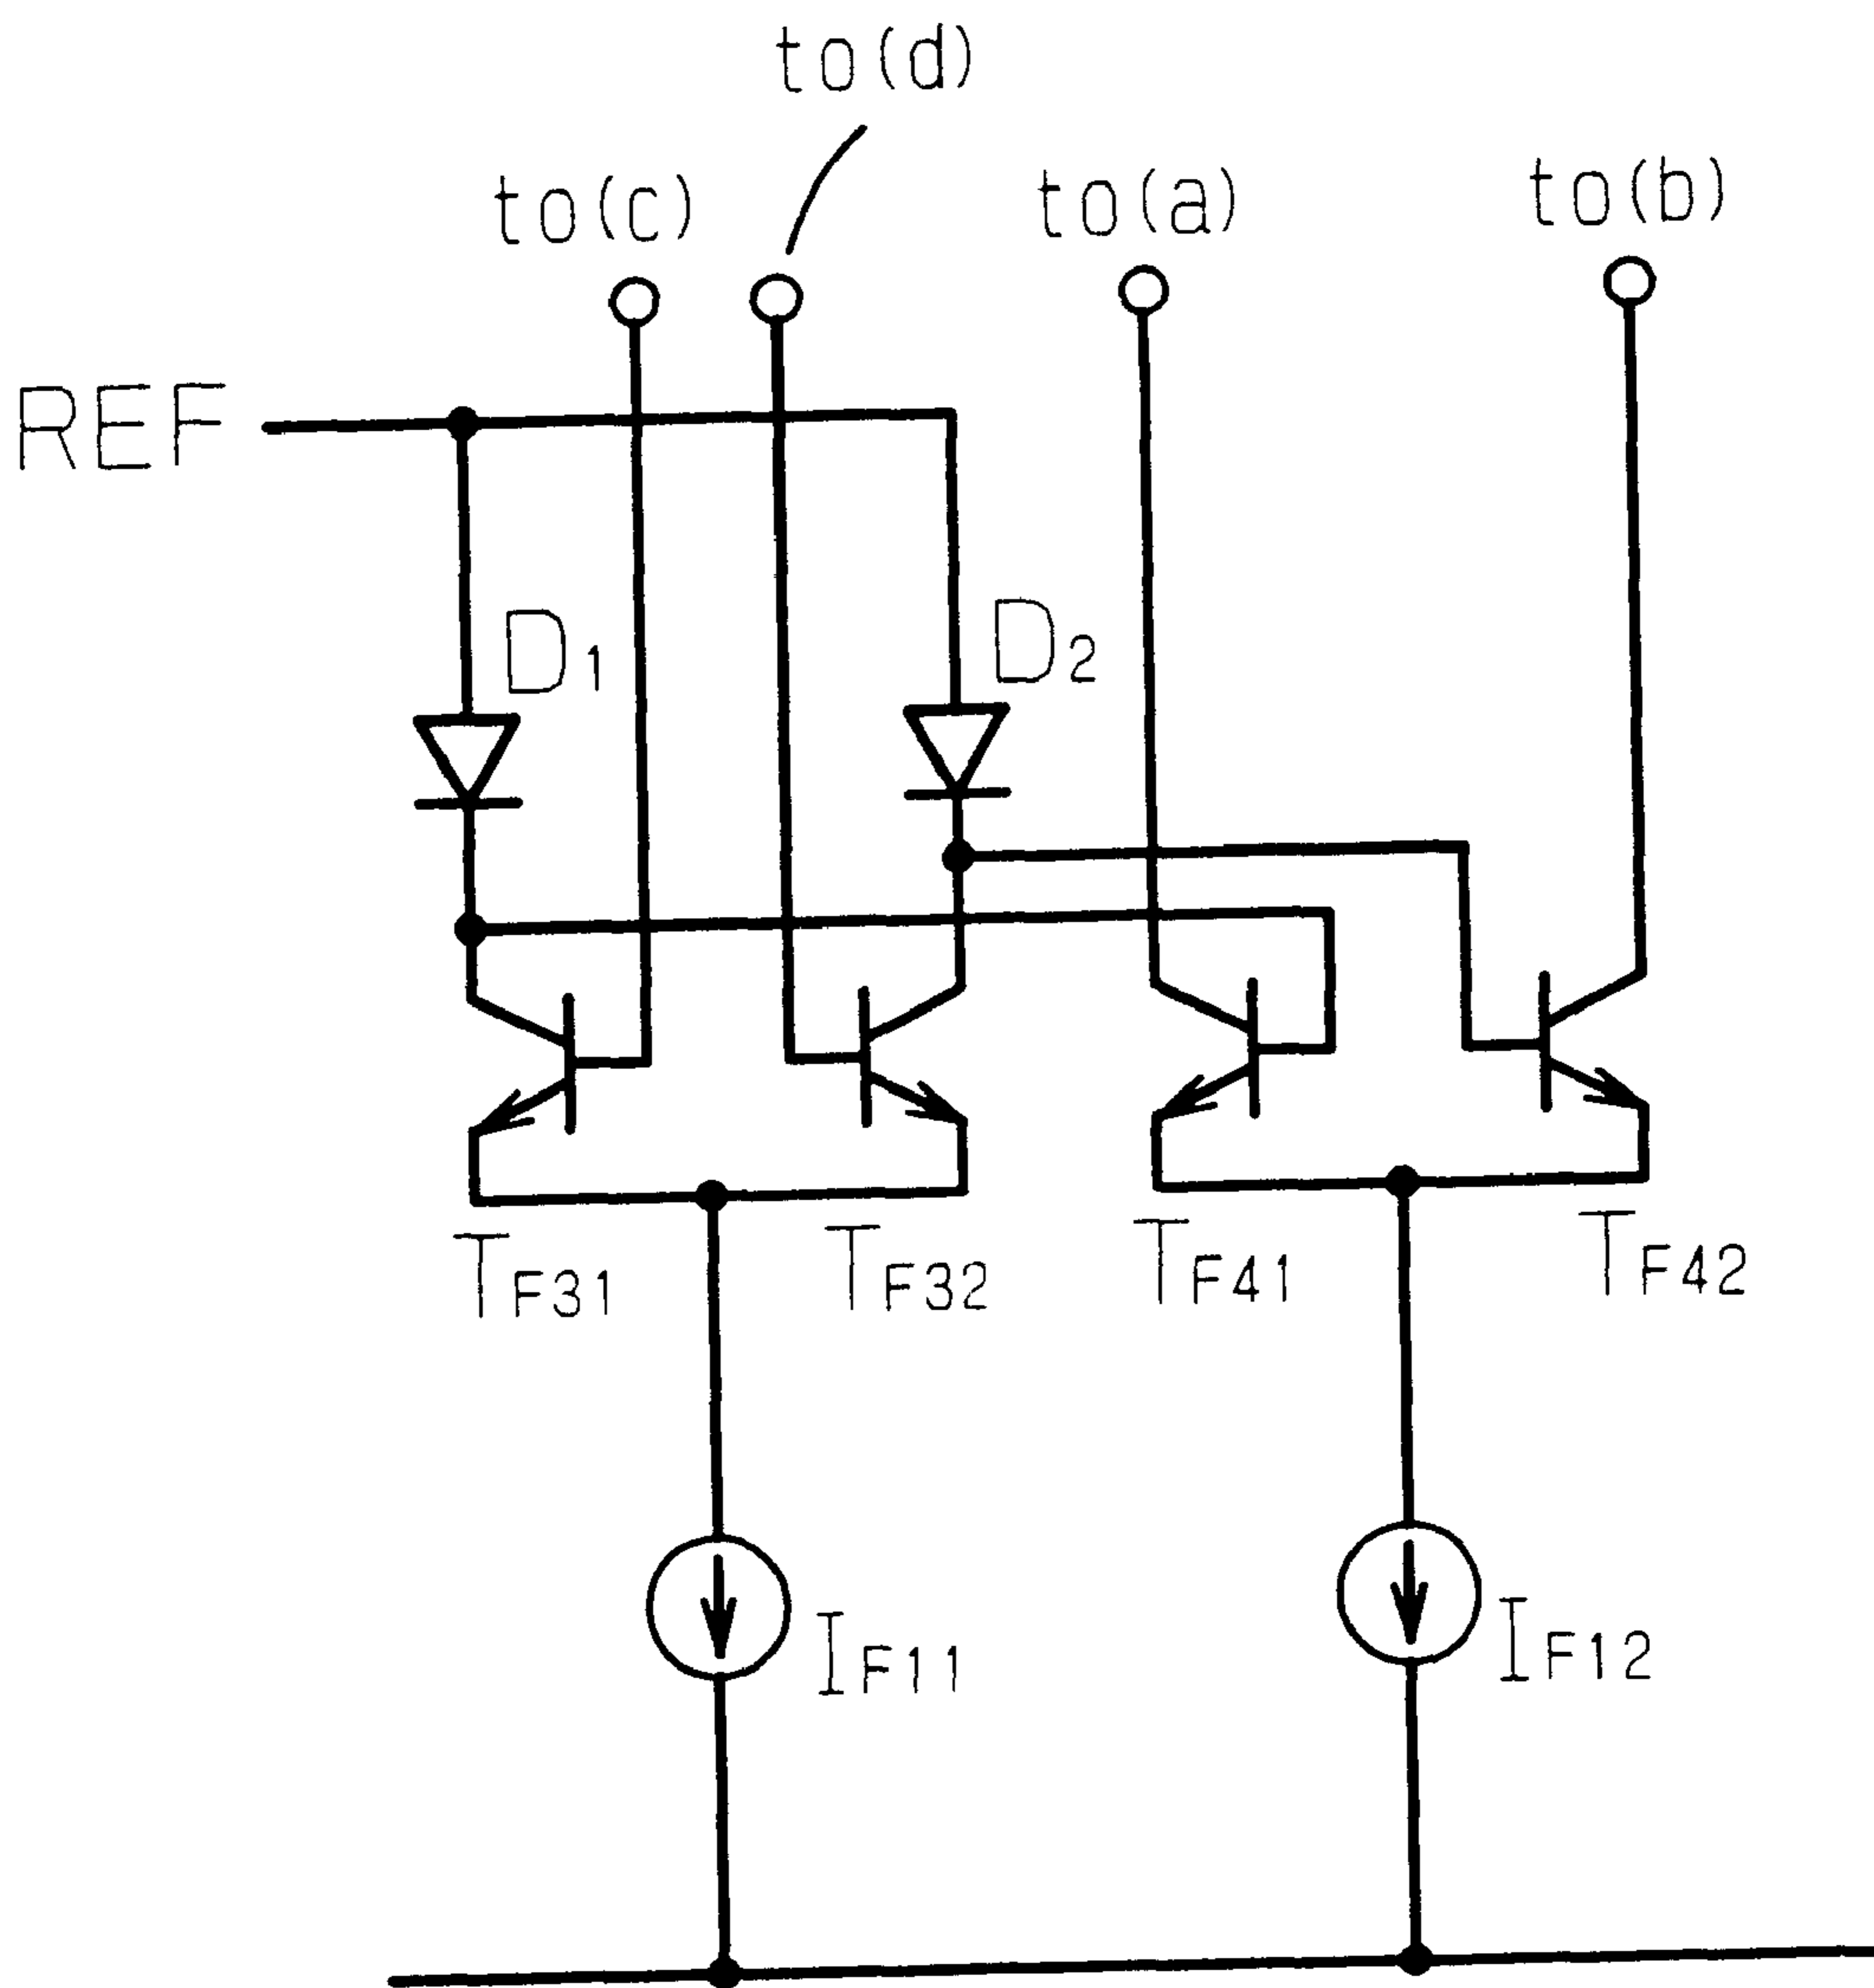 to(d)
to(c)
to(a)
to(b)
REF
D1
D2
TF31
TF32
TF41
TF42
IF11
IF12